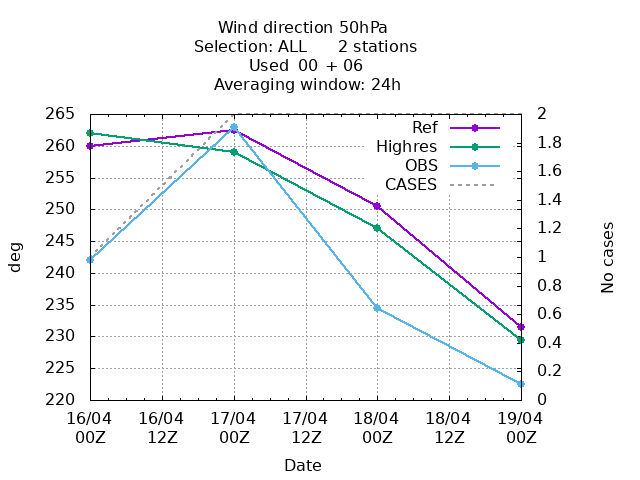 Wind direction 50hPa
Selection: ALL 2 stations
Used 00 + 06
Averaging window: 24h
265
260
255
250
245
240
235
230
225
220
deg
2
1.8
1.6
1.4
1.2
1
0.8
0.6
0.4
0.2
0
No cases
Ref
Highres
OBS
CASES
16/04 16/04 17/04 17/04 18/04 18/04 19/04
00Z 12Z 00Z 12Z 00Z 12Z 00Z
Date